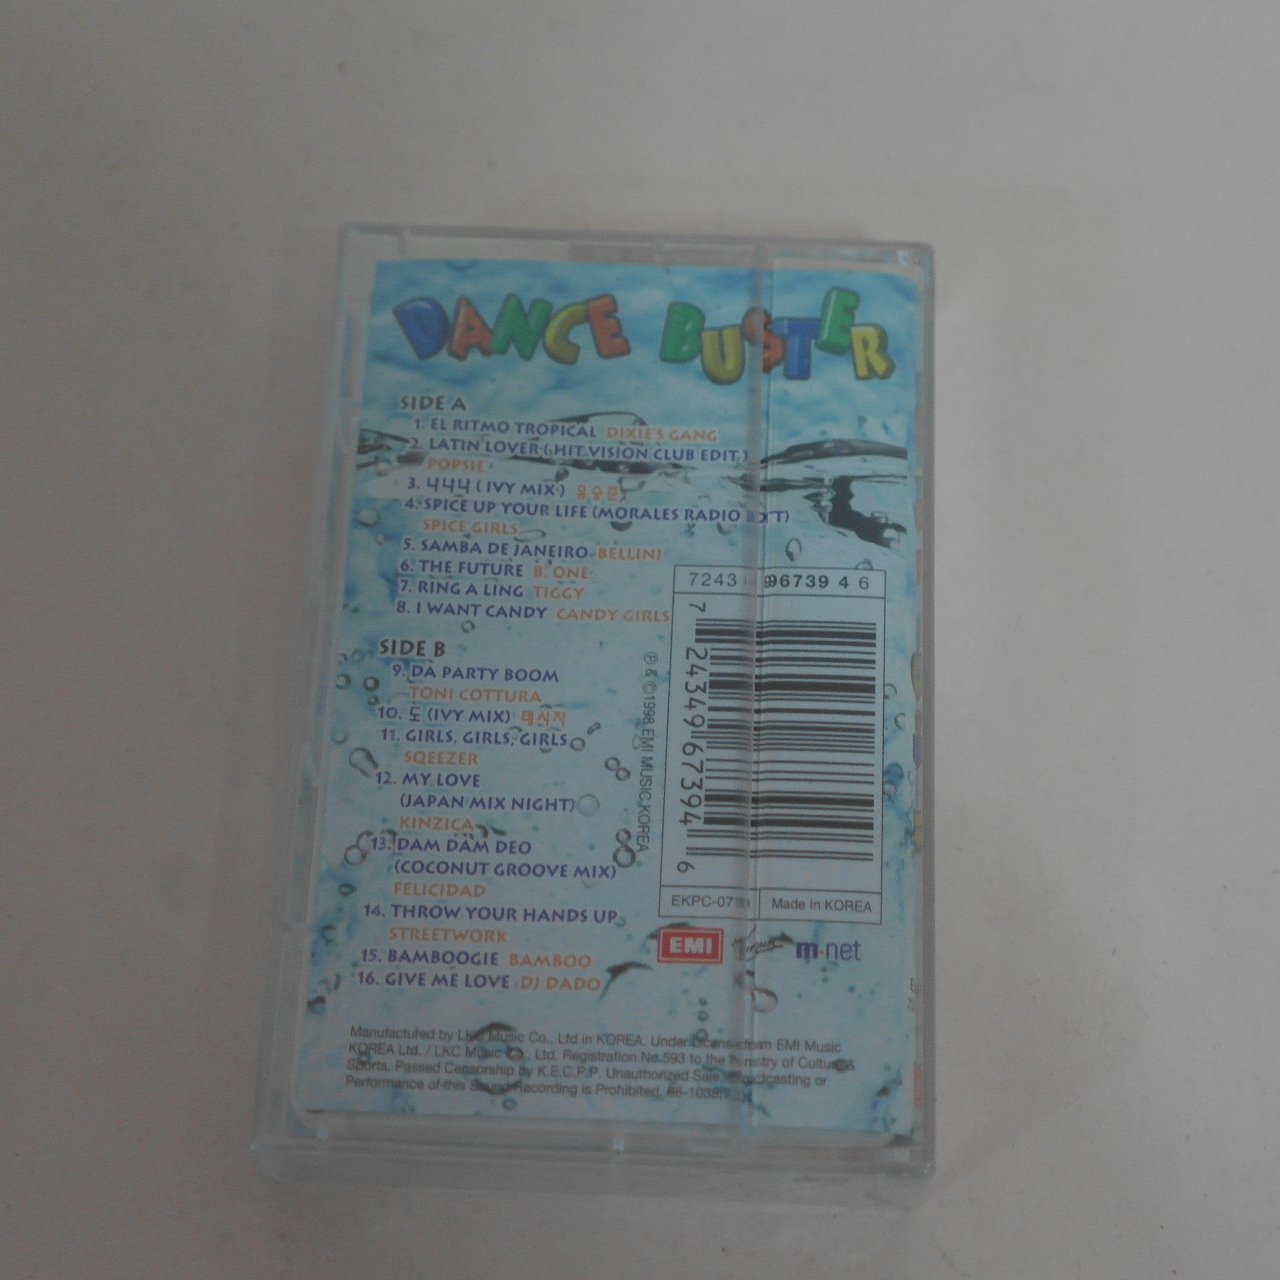 DANCE BUSTER
SIDE A
1. EL RITMO TROPICAL DIXIE'S GANG
2. LATIN LOVER ( HIT VISION CLUB EDIT )
POPSIE
3. 나나나 ( IVY MIX ) 유승준
4. SPICE UP YOUR LIFE (MORALES RADIO EDIT)
SPICE GIRLS
5. SAMBA DE JANEIRO BELLINI
6. THE FUTURE B. ONE
7. RING A LING TIGGY
8. I WANT CANDY CANDY GIRLS
SIDE B
9. DA PARTY BOOM
TONI COTTURA
10. 도 (IVY MIX) 태사자
11. GIRLS, GIRLS, GIRLS
SQEEZER
12. MY LOVE
(JAPAN MIX NIGHT)
KINZICA
13. DAM DAM DEO
(COCONUT GROOVE MIX)
FELICIDAD
14. THROW YOUR HANDS UP
STREETWORK
15. BAMBOOGIE BAMBOO
16. GIVE ME LOVE DJ DADO
7243 96739 4 6
7 24349 67394 6
℗ & ©1998 EMI MUSIC KOREA
Made in KOREA
EMI Virgin m·net
Manufactured by LKC Music Co., Ltd in KOREA. Under License from EMI Music
KOREA Ltd. / LKC Music Co., Ltd. Registration No.593 to the Ministry of Culture &
Sports. Passed Censorship by K.E.C.P.P. Unauthorized Sale, Broadcasting or
Performance of this Sound Recording is Prohibited.